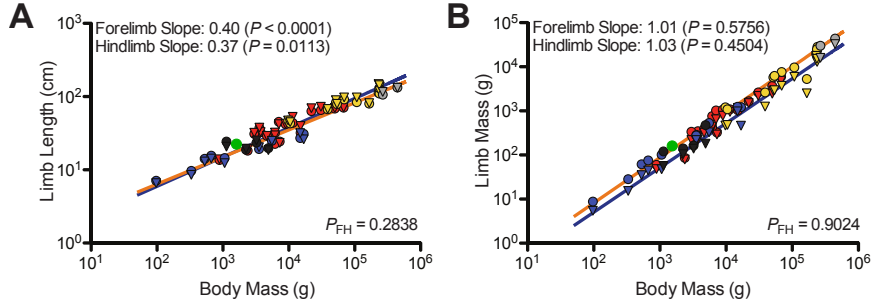 A
Forelimb Slope: 0.40 (P < 0.0001)
Hindlimb Slope: 0.37 (P = 0.0113)
10³
10²
10¹
10⁰
Limb Length (cm)
P_FH = 0.2838
10¹ 10² 10³ 10⁴ 10⁵ 10⁶
Body Mass (g)
B
Forelimb Slope: 1.01 (P = 0.5756)
Hindlimb Slope: 1.03 (P = 0.4504)
10⁵
10⁴
10³
10²
10¹
10⁰
Limb Mass (g)
P_FH = 0.9024
10¹ 10² 10³ 10⁴ 10⁵ 10⁶
Body Mass (g)